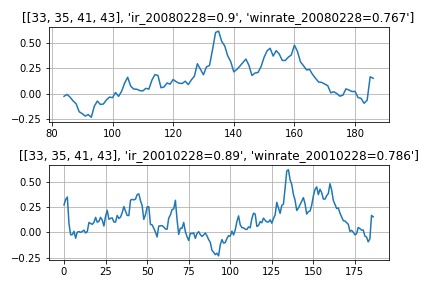 [[33, 35, 41, 43], 'ir_20080228=0.9', 'winrate_20080228=0.767']
0.50
0.25
0.00
−0.25
80 100 120 140 160 180
[[33, 35, 41, 43], 'ir_20010228=0.89', 'winrate_20010228=0.786']
0.50
0.25
0.00
−0.25
0 25 50 75 100 125 150 175